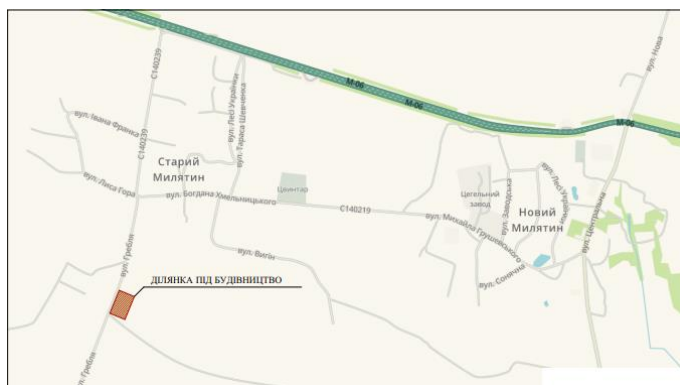 М-06
М-06
М-06
С140239
вул. Нова
вул. Лесі Українки
вул. Тараса Шевченка
вул. Івана Франка
С140239
Старий
Милятин
вул. Лиса Гора
вул. Богдана Хмельницького
Цвинтар
С140219
Цегельний
завод
вул. Заводська
вул. Лесі Українки
Новий
Милятин
вул. Михайла Грушевського
вул. Центральна
вул. Сонячна
вул. Вигін
вул. Гребля
ДІЛЯНКА ПІД БУДІВНИЦТВО
вул. Гребля